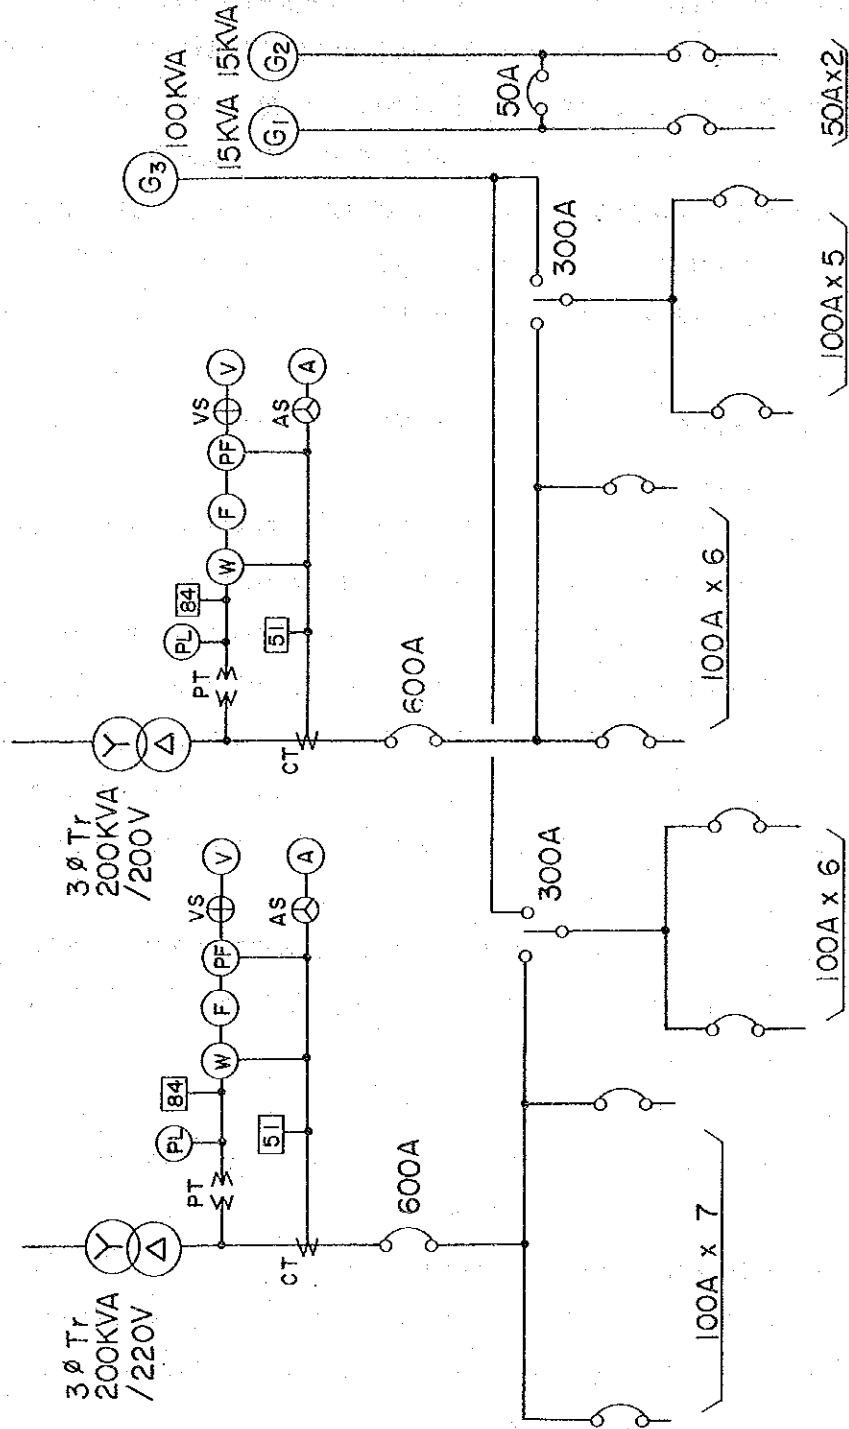 3 Ø Tr
200KVA
/220V
Y
Δ
PT
PL
84
W
F
PF
VS
V
CT
51
AS
A
600A
100A x 7
300A
100A x 6
3 Ø Tr
200KVA
/200V
Y
Δ
PT
PL
84
W
F
PF
VS
V
CT
51
AS
A
600A
100A x 6
300A
100A x 5
G3
100KVA
15KVA
G1
15KVA
G2
50A
50A x 2